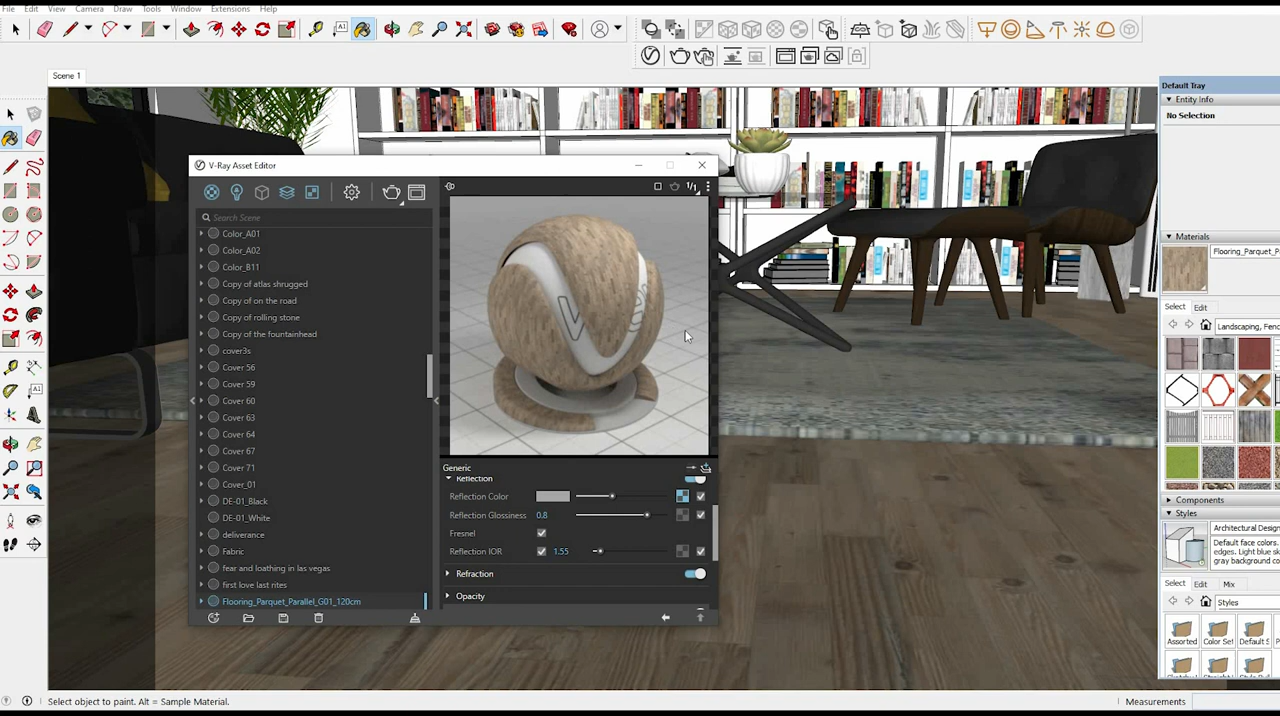 File Edit View Camera Draw Tools Window Extensions Help
Scene 1
Default Tray
Entity Info
No Selection
V-Ray Asset Editor
1/1
Search Scene
Color_A01
Color_A02
Color_B11
Copy of atlas shrugged
Copy of on the road
Copy of rolling stone
Copy of the fountainhead
cover3s
Cover 56
Cover 59
Cover 60
Cover 63
Cover 64
Cover 67
Cover 71
Cover_01
DE-01_Black
DE-01_White
deliverance
Fabric
fear and loathing in las vegas
first love last rites
Flooring_Parquet_Parallel_G01_120cm
Generic
Reflection
Reflection Color
Reflection Glossiness 0.8
Fresnel
Reflection IOR 1.55
Refraction
Opacity
Materials
Flooring_Parquet_P
Select Edit
Landscaping, Fenc
Components
Styles
Architectural Design
Default face colors.
edges. Light blue sk
gray background co
Select Edit Mix
Styles
Assorted Color Set Default S
Select object to paint. Alt = Sample Material.
Measurements